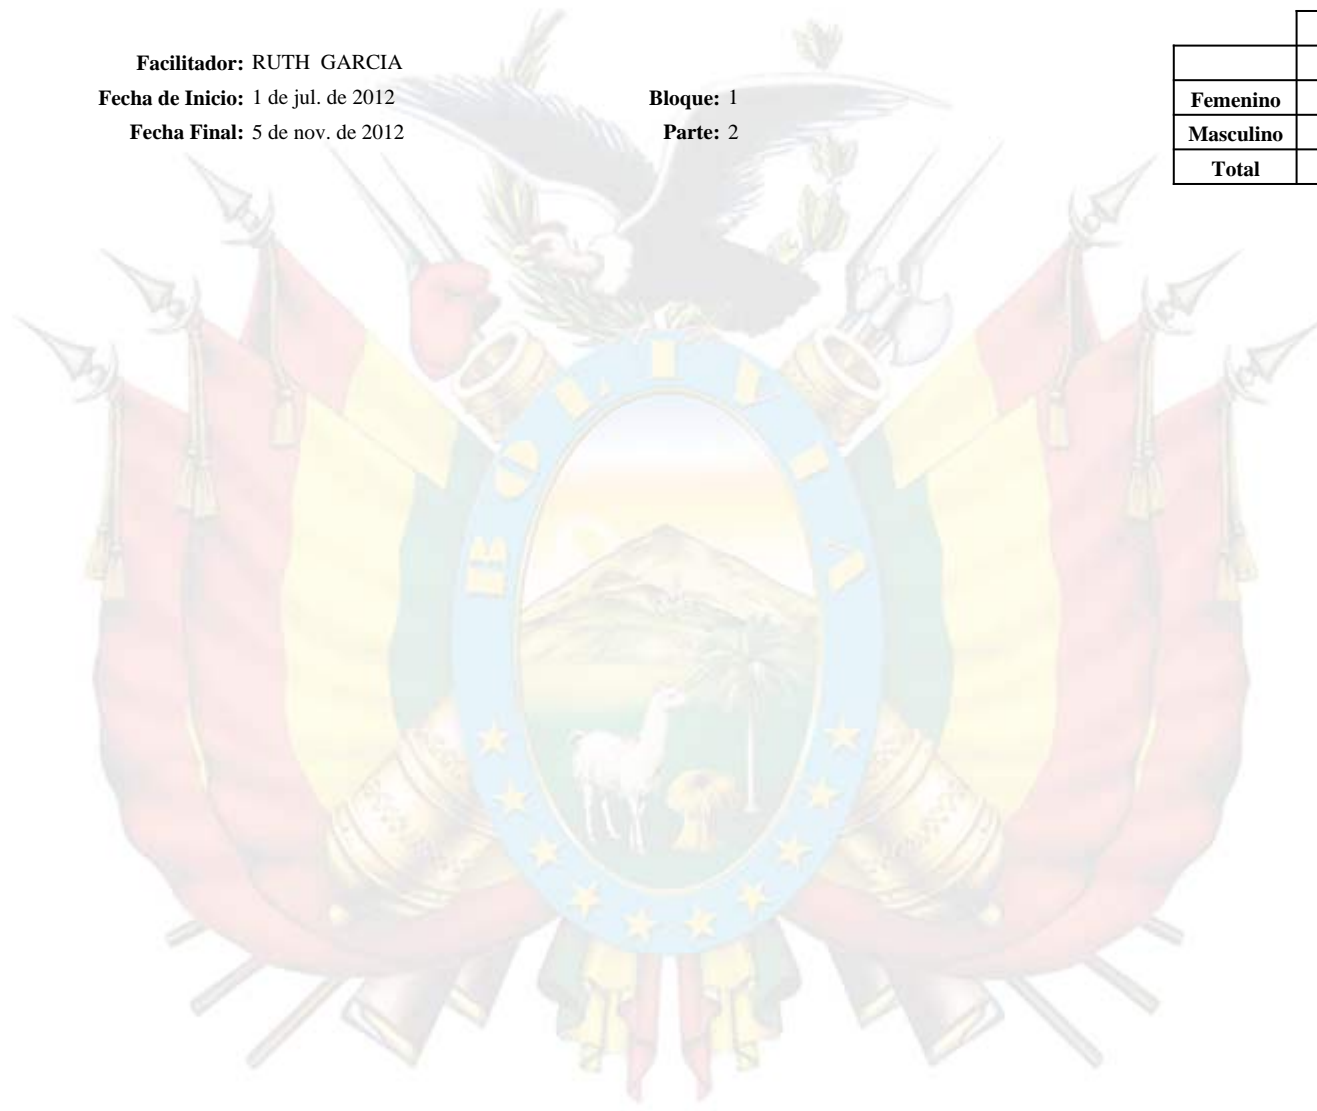 Facilitador: RUTH GARCIA
Fecha de Inicio: 1 de jul. de 2012
Bloque: 1
Fecha Final: 5 de nov. de 2012
Parte: 2
Femenino
Masculino
Total
BOLIVIA